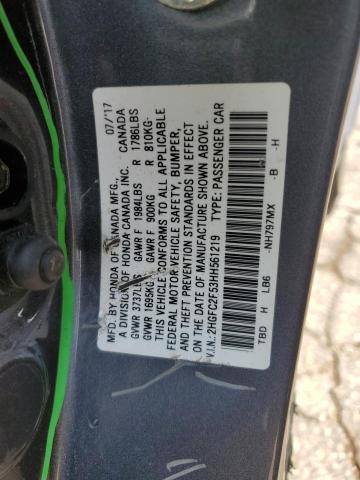 MFD. BY HONDA OF CANADA MFG., 07/'17
A DIVISION OF HONDA CANADA INC. CANADA
GVWR 3737LBS GAWR F 1984LBS R 1786LBS
GVWR 1695KG GAWR F 900KG R 810KG
THIS VEHICLE CONFORMS TO ALL APPLICABLE
FEDERAL MOTOR VEHICLE SAFETY, BUMPER,
AND THEFT PREVENTION STANDARDS IN EFFECT
ON THE DATE OF MANUFACTURE SHOWN ABOVE.
V.I.N.: 2HGFC2F53HH561219 TYPE: PASSENGER CAR
TBD H LB6 -NH797MX -B -H